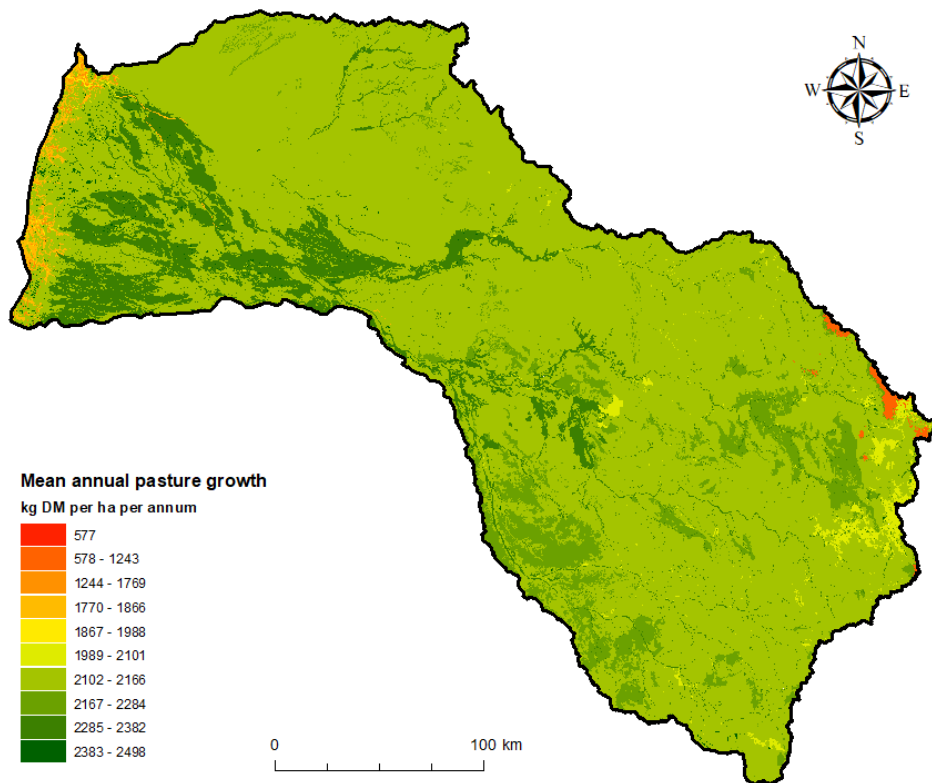 N
W E
S
Mean annual pasture growth
kg DM per ha per annum
577
578 - 1243
1244 - 1769
1770 - 1866
1867 - 1988
1989 - 2101
2102 - 2166
2167 - 2284
2285 - 2382
2383 - 2498
0 100 km